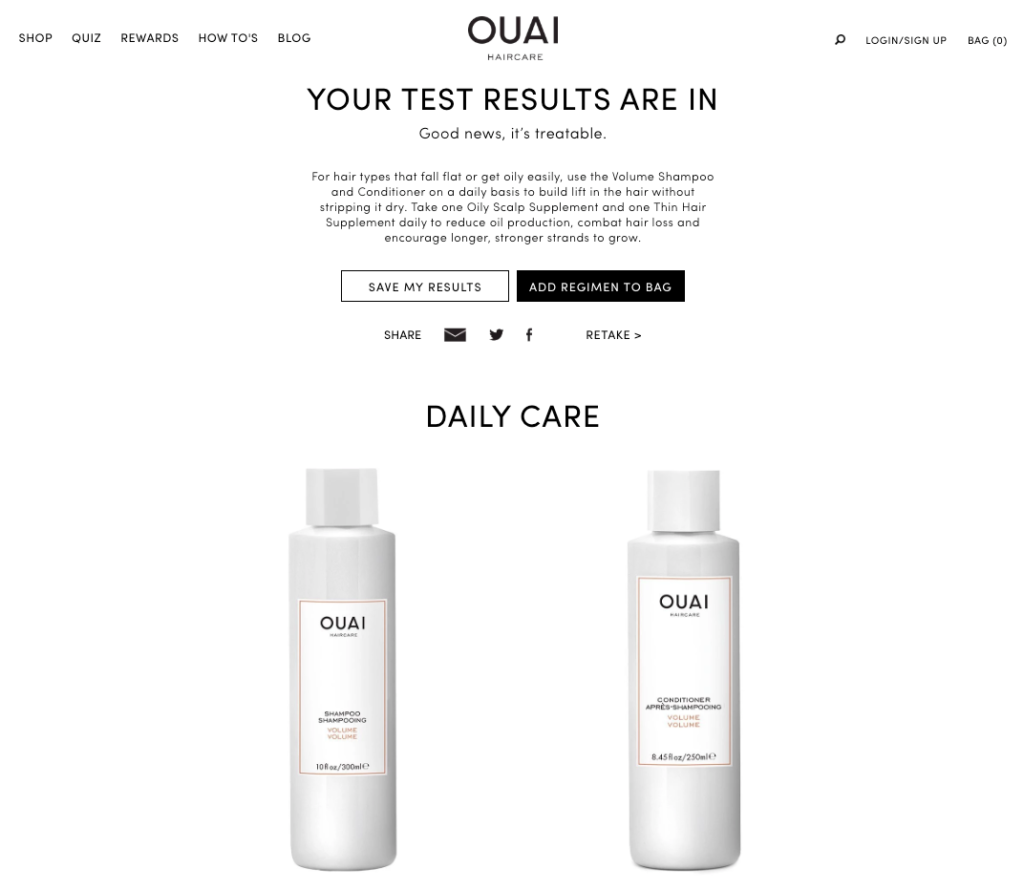 SHOP QUIZ REWARDS HOW TO'S BLOG
OUAI
HAIRCARE
LOGIN/SIGN UP BAG (0)
YOUR TEST RESULTS ARE IN
Good news, it's treatable.
For hair types that fall flat or get oily easily, use the Volume Shampoo
and Conditioner on a daily basis to build lift in the hair without
stripping it dry. Take one Oily Scalp Supplement and one Thin Hair
Supplement daily to reduce oil production, combat hair loss and
encourage longer, stronger strands to grow.
SAVE MY RESULTS ADD REGIMEN TO BAG
SHARE RETAKE >
DAILY CARE
OUAI
HAIRCARE
SHAMPOO
SHAMPOOING
VOLUME
VOLUME
10fl oz/300ml℮
OUAI
HAIRCARE
CONDITIONER
APRÈS-SHAMPOOING
VOLUME
VOLUME
8.45fl oz/250ml℮